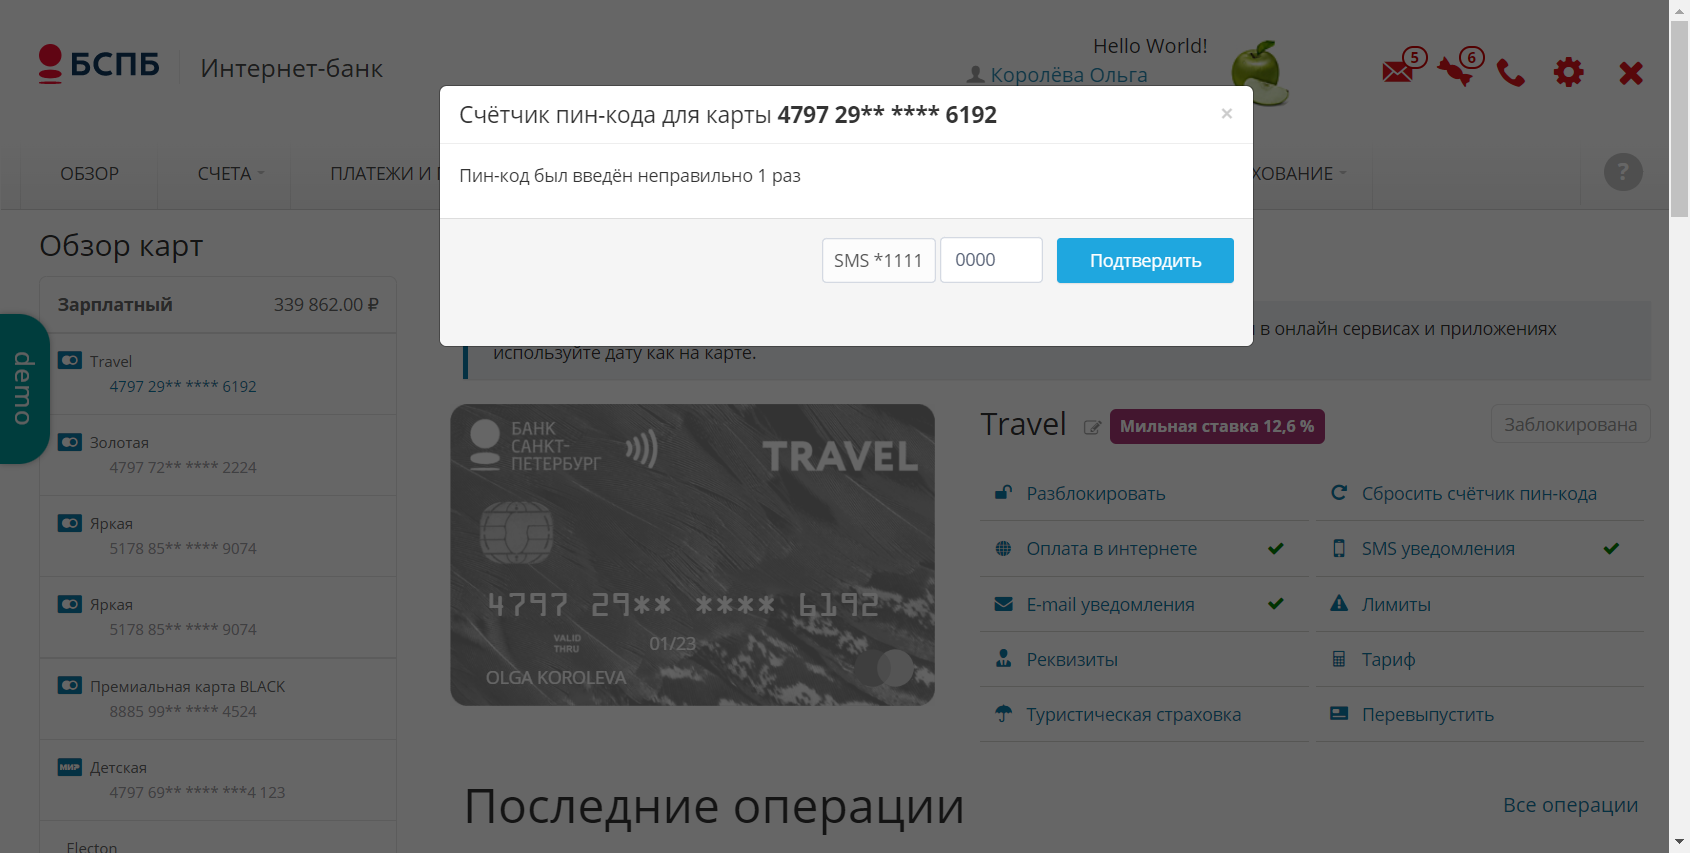 БСПБ
Интернет-банк
Hello World!
Королёва Ольга
5
6
ОБЗОР
СЧЕТА
ПЛАТЕЖИ И
?
Счётчик пин-кода для карты 4797 29** **** 6192
×
Пин-код был введён неправильно 1 раз
SMS *1111
0000
Подтвердить
Обзор карт
Зарплатный 339 862.00 ₽
Travel
4797 29** **** 6192
Золотая
4797 72** **** 2224
Яркая
5178 85** **** 9074
Яркая
5178 85** **** 9074
Премиальная карта BLACK
8885 99** **** 4524
МИР
Детская
4797 69** **** ***4 123
Electon
demo
в онлайн сервисах и приложениях
используйте дату как на карте.
БАНК
САНКТ-
ПЕТЕРБУРГ
TRAVEL
4797 29** **** 6192
VALID
THRU
01/23
OLGA KOROLEVA
Travel
Мильная ставка 12,6 %
Заблокирована
Разблокировать
Сбросить счётчик пин-кода
Оплата в интернете
SMS уведомления
E-mail уведомления
Лимиты
Реквизиты
Тариф
Туристическая страховка
Перевыпустить
Последние операции
Все операции